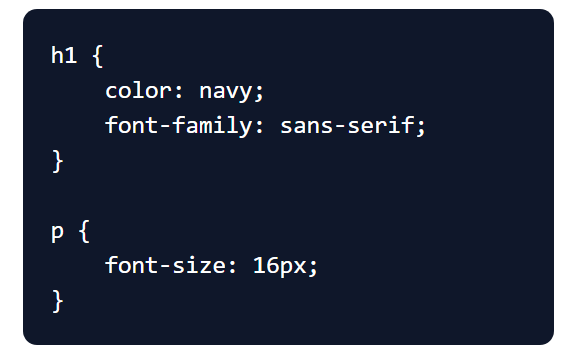 h1 {
    color: navy;
    font-family: sans-serif;
}

p {
    font-size: 16px;
}